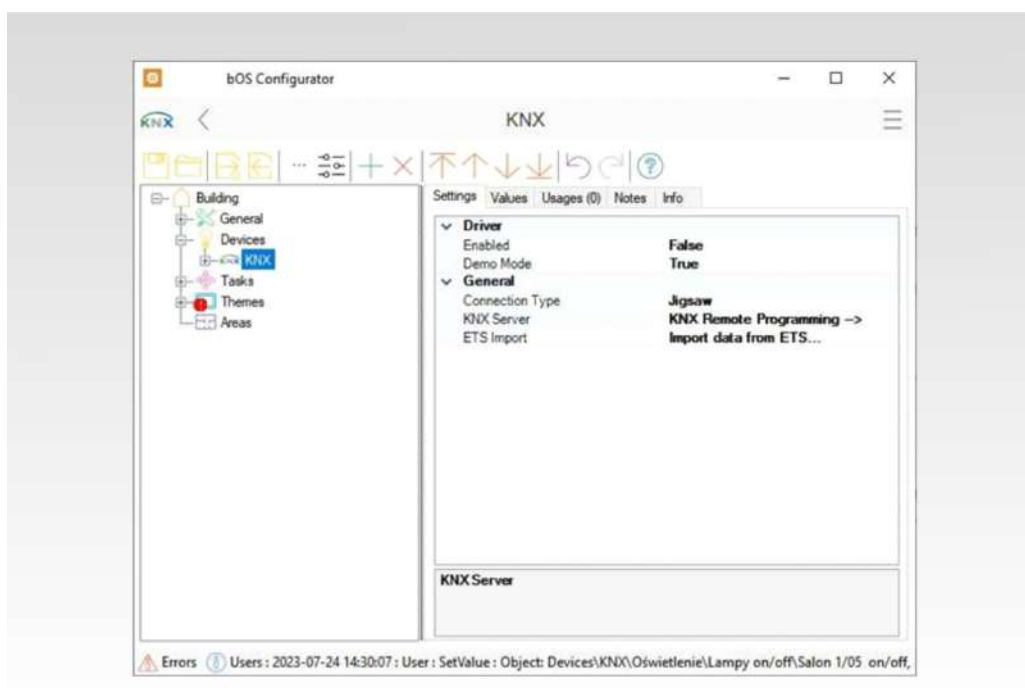 bOS Configurator
KNX
KNX
Settings Values Usages (0) Notes Info
Building
General
Devices
KNX
Tasks
Themes
Areas
Driver
Enabled False
Demo Mode True
General
Connection Type Jigsaw
KNX Server KNX Remote Programming -->
ETS Import Import data from ETS...
KNX Server
Errors Users : 2023-07-24 14:30:07 : User : SetValue : Object: Devices\KNX\Oświetlenie\Lampy on/off\Salon 1/05 on/off,